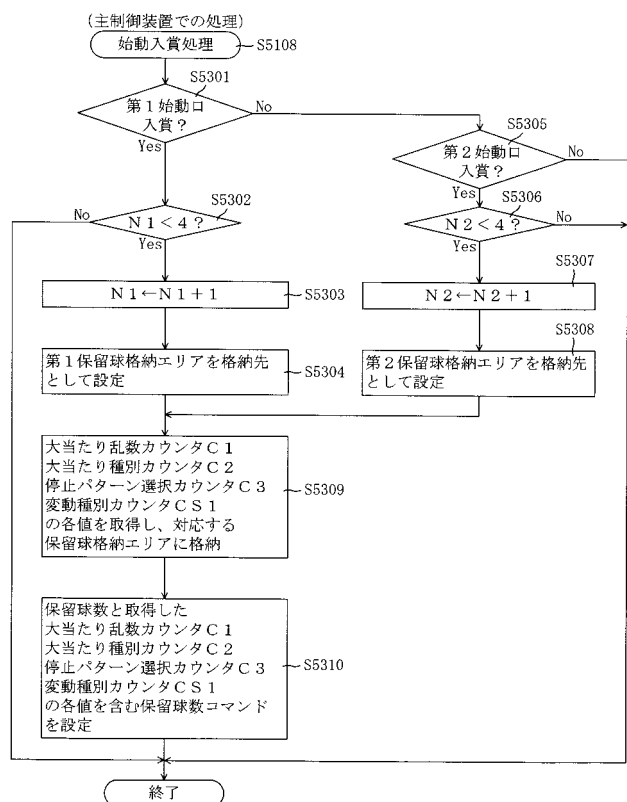 (主制御装置での処理)
始動入賞処理
S5108
S5301
第1始動口
入賞?
No
Yes
S5305
第2始動口
入賞?
No
Yes
S5302
No
N1<4?
Yes
S5306
N2<4?
No
Yes
N1←N1+1
S5303
S5307
N2←N2+1
第1保留球格納エリアを格納先
として設定
S5304
S5308
第2保留球格納エリアを格納先
として設定
大当たり乱数カウンタC1
大当たり種別カウンタC2
停止パターン選択カウンタC3
変動種別カウンタCS1
の各値を取得し、対応する
保留球格納エリアに格納
S5309
保留球数と取得した
大当たり乱数カウンタC1
大当たり種別カウンタC2
停止パターン選択カウンタC3
変動種別カウンタCS1
の各値を含む保留球数コマンド
を設定
S5310
終了